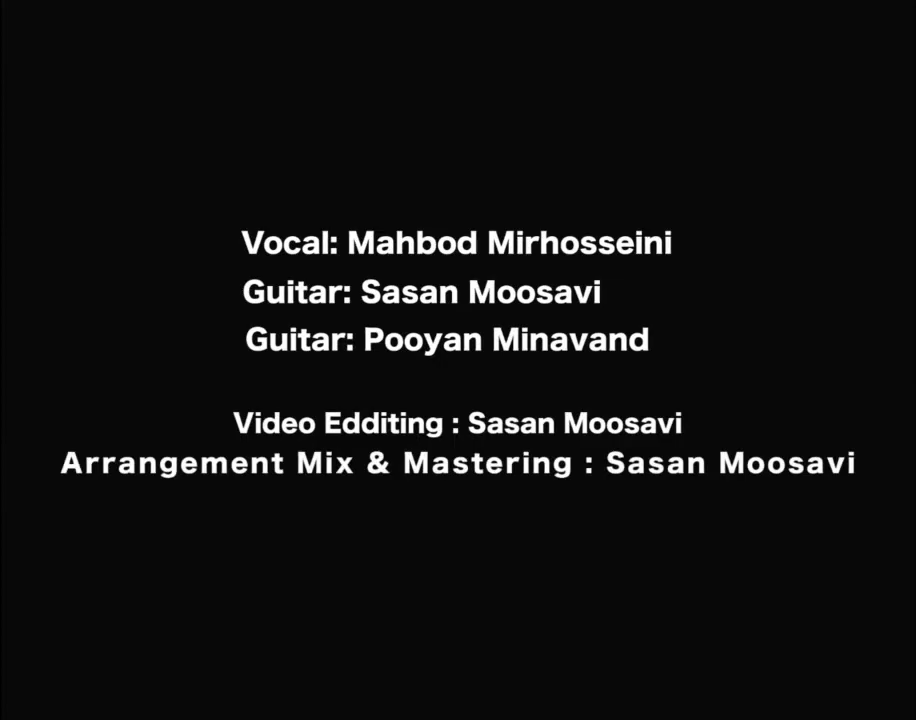 Vocal: Mahbod Mirhosseini
Guitar: Sasan Moosavi
Guitar: Pooyan Minavand
Video Edditing : Sasan Moosavi
Arrangement Mix & Mastering : Sasan Moosavi